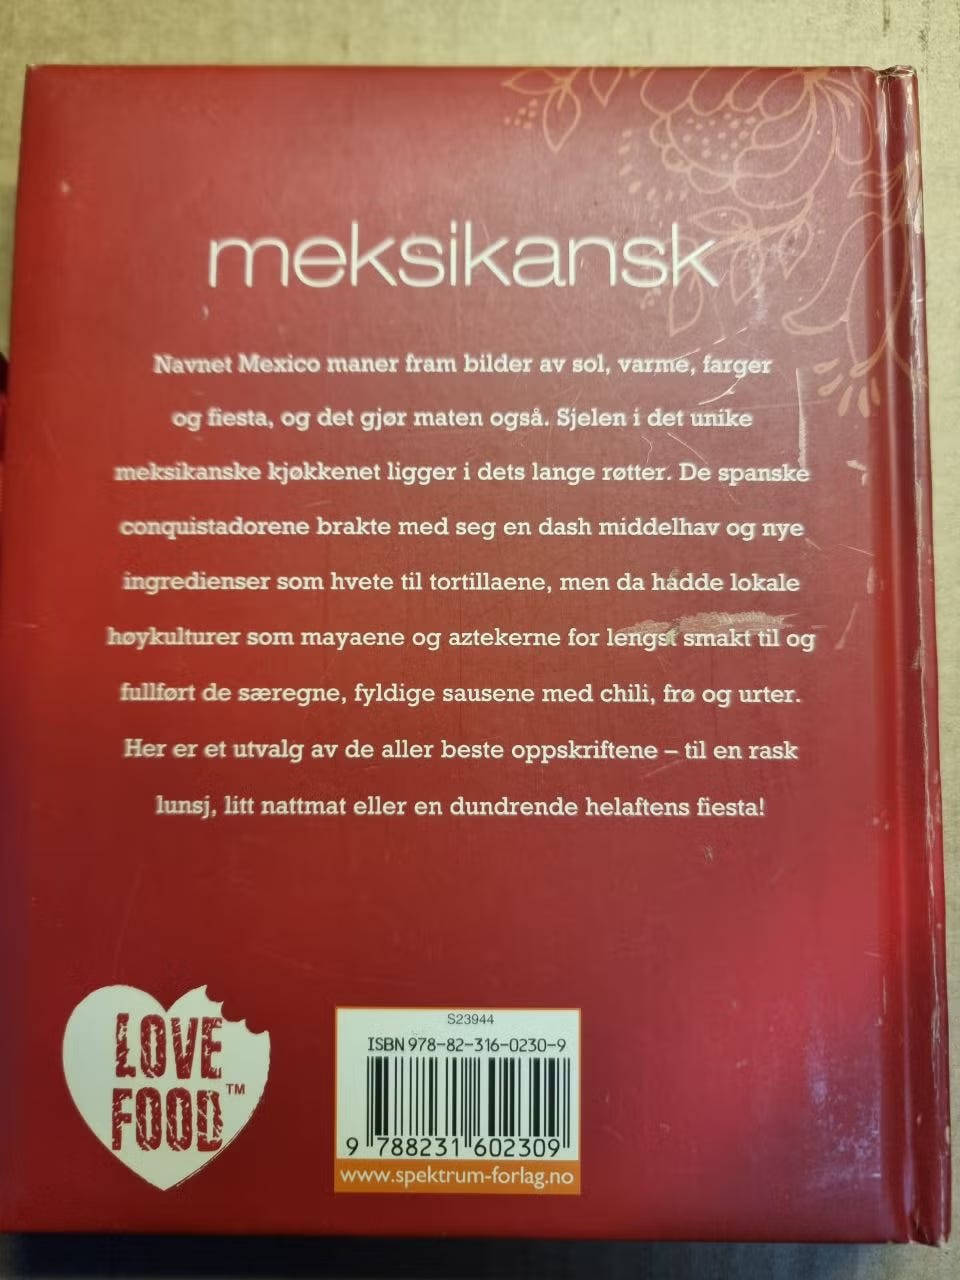 meksikansk
Navnet Mexico maner fram bilder av sol, varme, farger
og fiesta, og det gjør maten også. Sjelen i det unike
meksikanske kjøkkenet ligger i dets lange røtter. De spanske
conquistadorene brakte med seg en dash middelhav og nye
ingredienser som hvete til tortillaene, men da hadde lokale
høykulturer som mayaene og aztekerne for lengst smakt til og
fullført de særegne, fyldige sausene med chili, frø og urter.
Her er et utvalg av de aller beste oppskriftene – til en rask
lunsj, litt nattmat eller en dundrende helaftens fiesta!
LOVE
FOOD™
S23944
ISBN 978-82-316-0230-9
9 788231 602309
www.spektrum-forlag.no